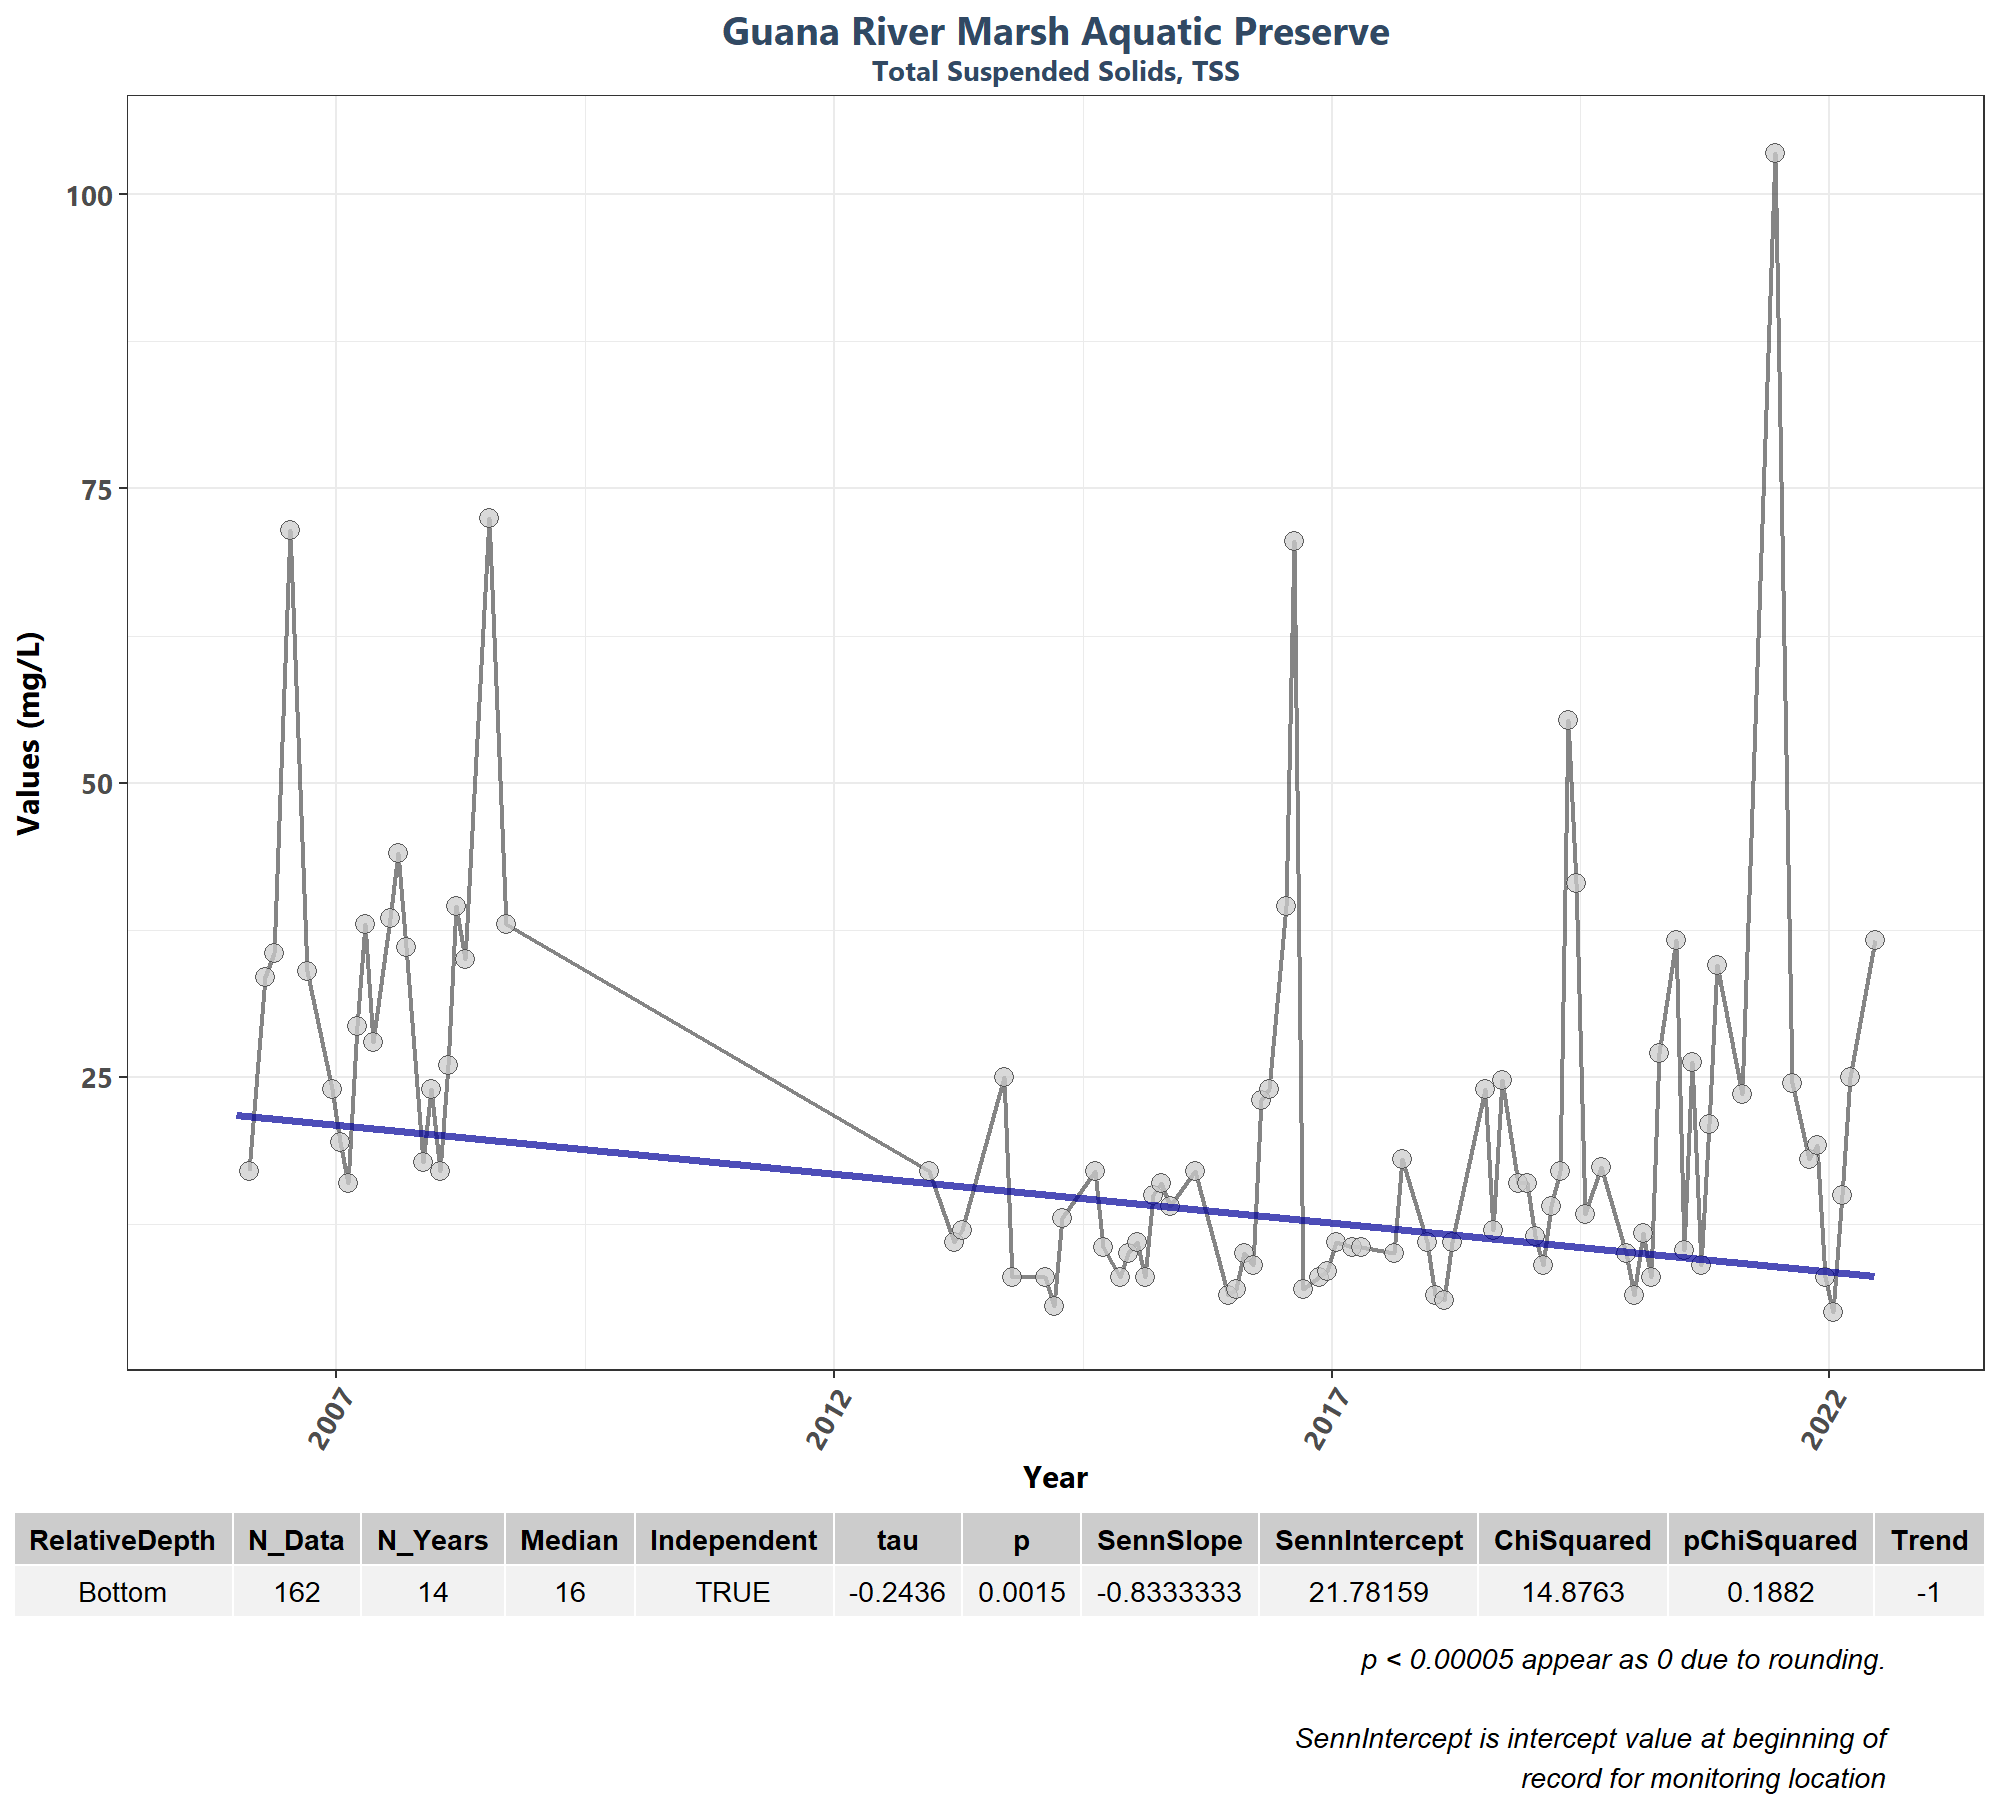 Guana River Marsh Aquatic Preserve
Total Suspended Solids, TSS
Values (mg/L)
100
75
50
25
2007
2012
2017
2022
Year
RelativeDepth N_Data N_Years Median Independent tau p SennSlope SennIntercept ChiSquared pChiSquared Trend
Bottom 162 14 16 TRUE -0.2436 0.0015 -0.8333333 21.78159 14.8763 0.1882 -1
p < 0.00005 appear as 0 due to rounding.
SennIntercept is intercept value at beginning of
record for monitoring location